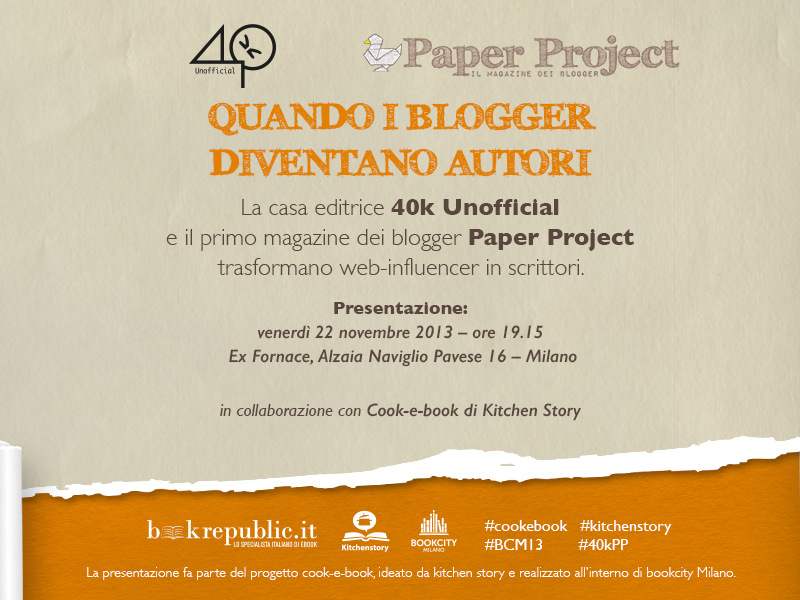 40k
Unofficial
Paper Project
IL MAGAZINE DEI BLOGGER
QUANDO I BLOGGER
DIVENTANO AUTORI
La casa editrice 40k Unofficial
e il primo magazine dei blogger Paper Project
trasformano web-influencer in scrittori.
Presentazione:
venerdì 22 novembre 2013 – ore 19.15
Ex Fornace, Alzaia Naviglio Pavese 16 – Milano
in collaborazione con Cook-e-book di Kitchen Story
bookrepublic.it
LO SPECIALISTA ITALIANO DI EBOOK
Kitchenstory
BOOKCITY
MILANO
#cookebook #kitchenstory
#BCM13 #40kPP
La presentazione fa parte del progetto cook-e-book, ideato da kitchen story e realizzato all'interno di bookcity Milano.